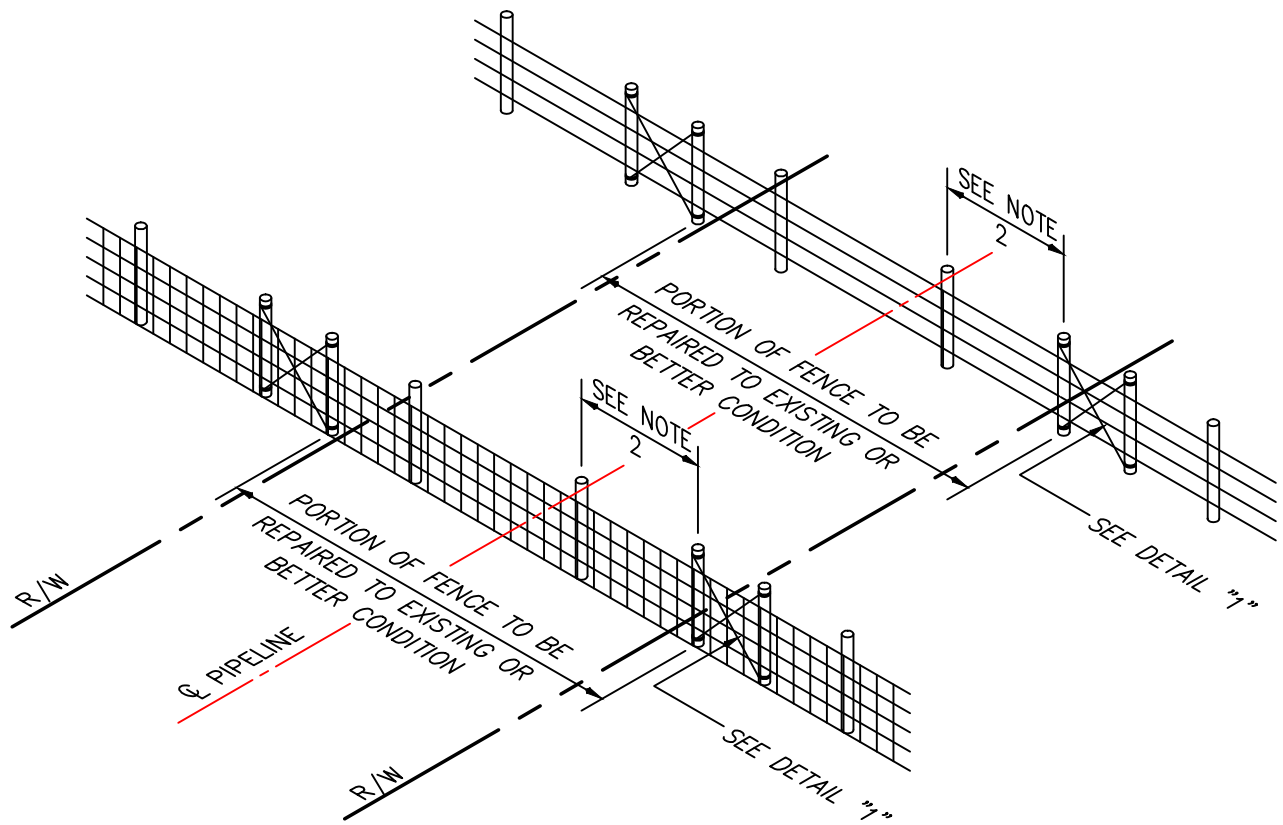 SEE NOTE
2
PORTION OF FENCE TO BE
REPAIRED TO EXISTING OR
BETTER CONDITION
SEE DETAIL "1"
SEE NOTE
2
PORTION OF FENCE TO BE
REPAIRED TO EXISTING OR
BETTER CONDITION
SEE DETAIL "1"
R/W
℄ PIPELINE
R/W